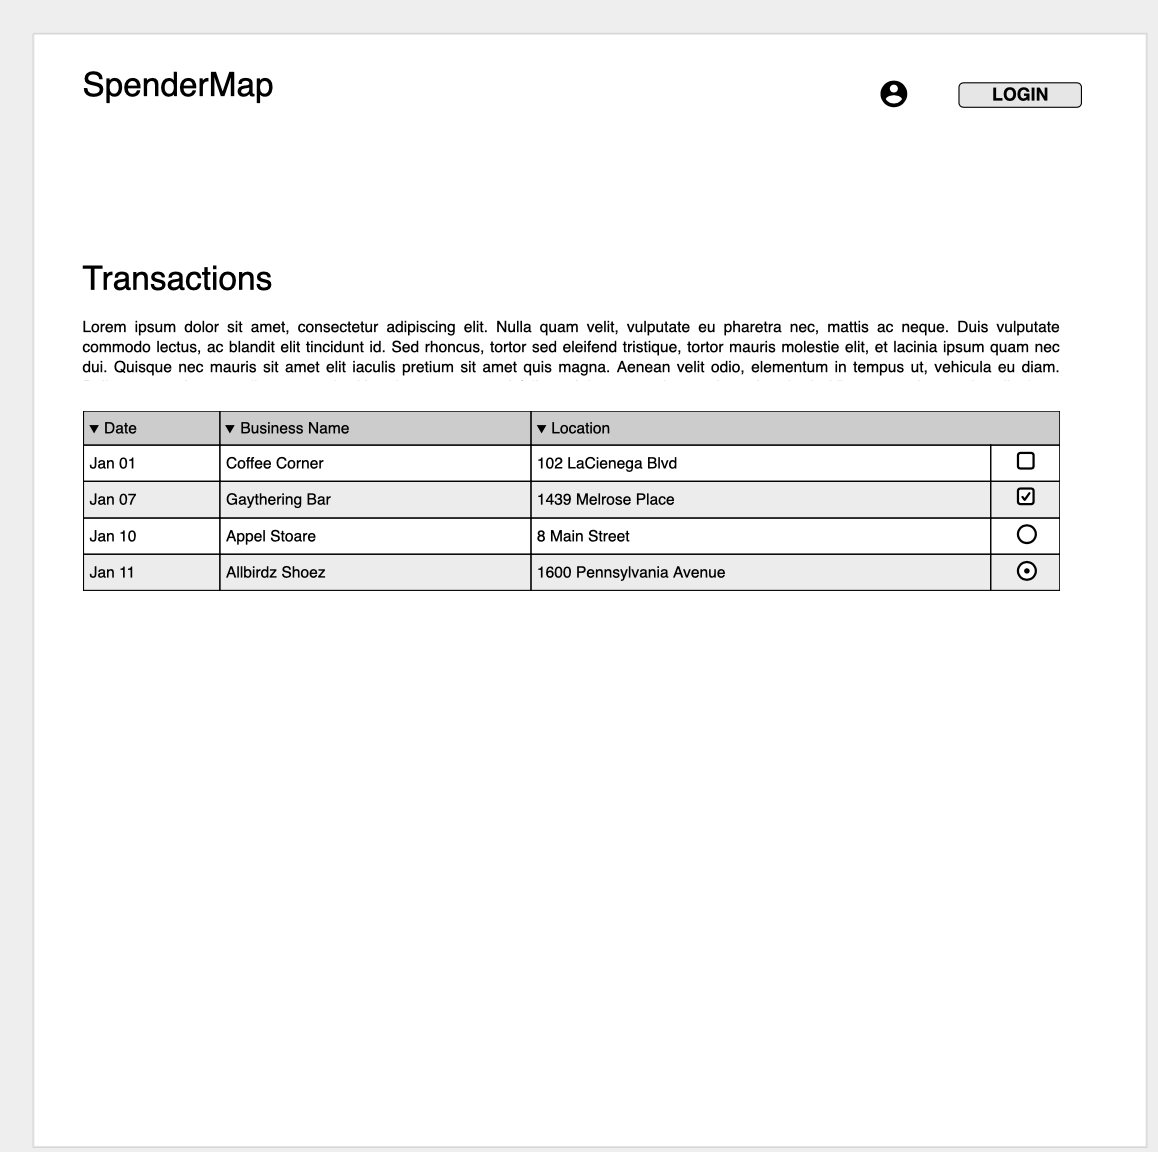 SpenderMap
LOGIN
Transactions
Lorem ipsum dolor sit amet, consectetur adipiscing elit. Nulla quam velit, vulputate eu pharetra nec, mattis ac neque. Duis vulputate
commodo lectus, ac blandit elit tincidunt id. Sed rhoncus, tortor sed eleifend tristique, tortor mauris molestie elit, et lacinia ipsum quam nec
dui. Quisque nec mauris sit amet elit iaculis pretium sit amet quis magna. Aenean velit odio, elementum in tempus ut, vehicula eu diam.
▼ Date ▼ Business Name ▼ Location
Jan 01 Coffee Corner 102 LaCienega Blvd
Jan 07 Gaythering Bar 1439 Melrose Place
Jan 10 Appel Stoare 8 Main Street
Jan 11 Allbirdz Shoez 1600 Pennsylvania Avenue